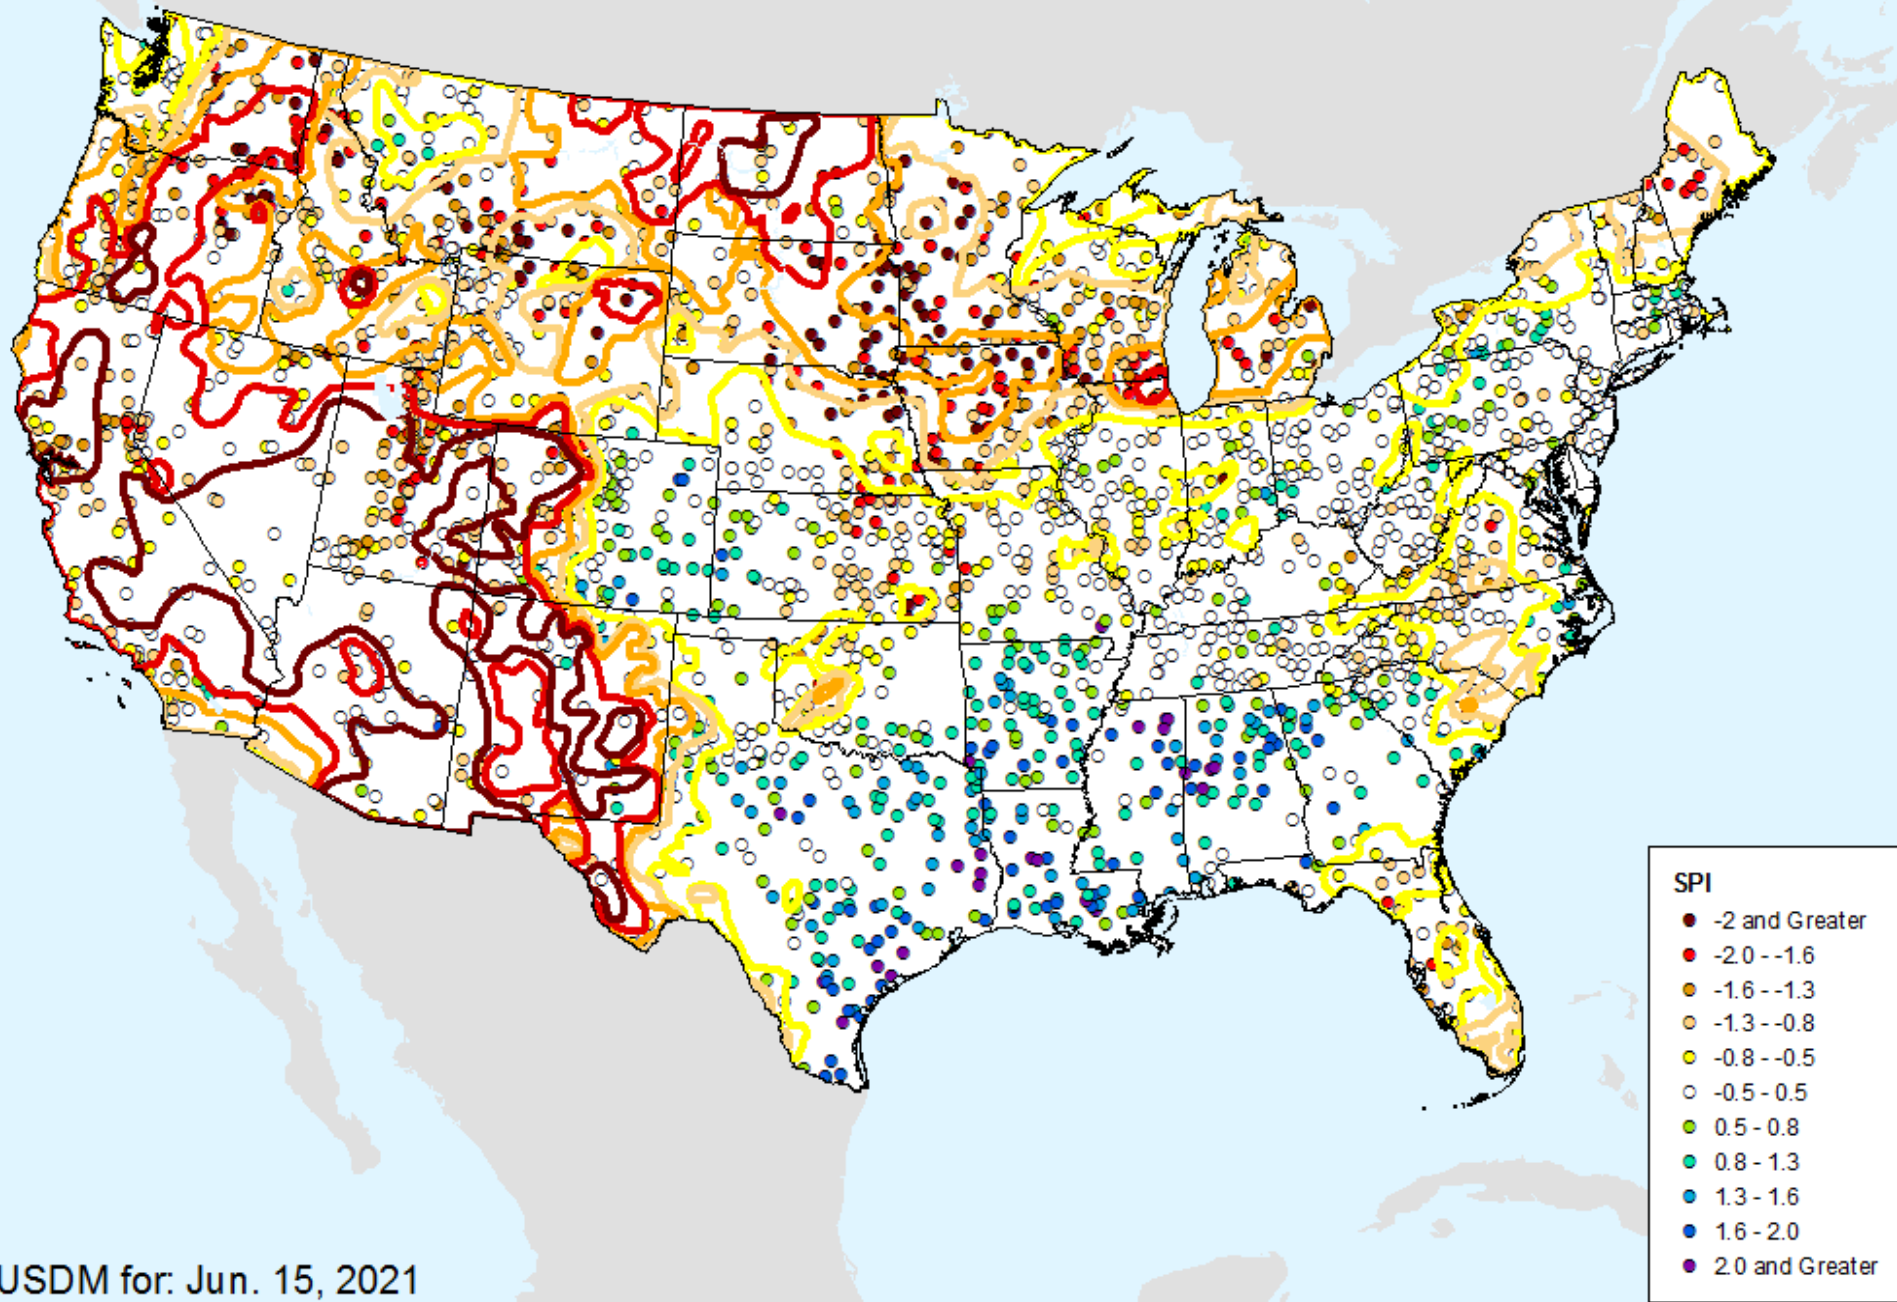 SPI
-2 and Greater
-2.0 - -1.6
-1.6 - -1.3
-1.3 - -0.8
-0.8 - -0.5
-0.5 - 0.5
0.5 - 0.8
0.8 - 1.3
1.3 - 1.6
1.6 - 2.0
2.0 and Greater
USDM for: Jun. 15, 2021